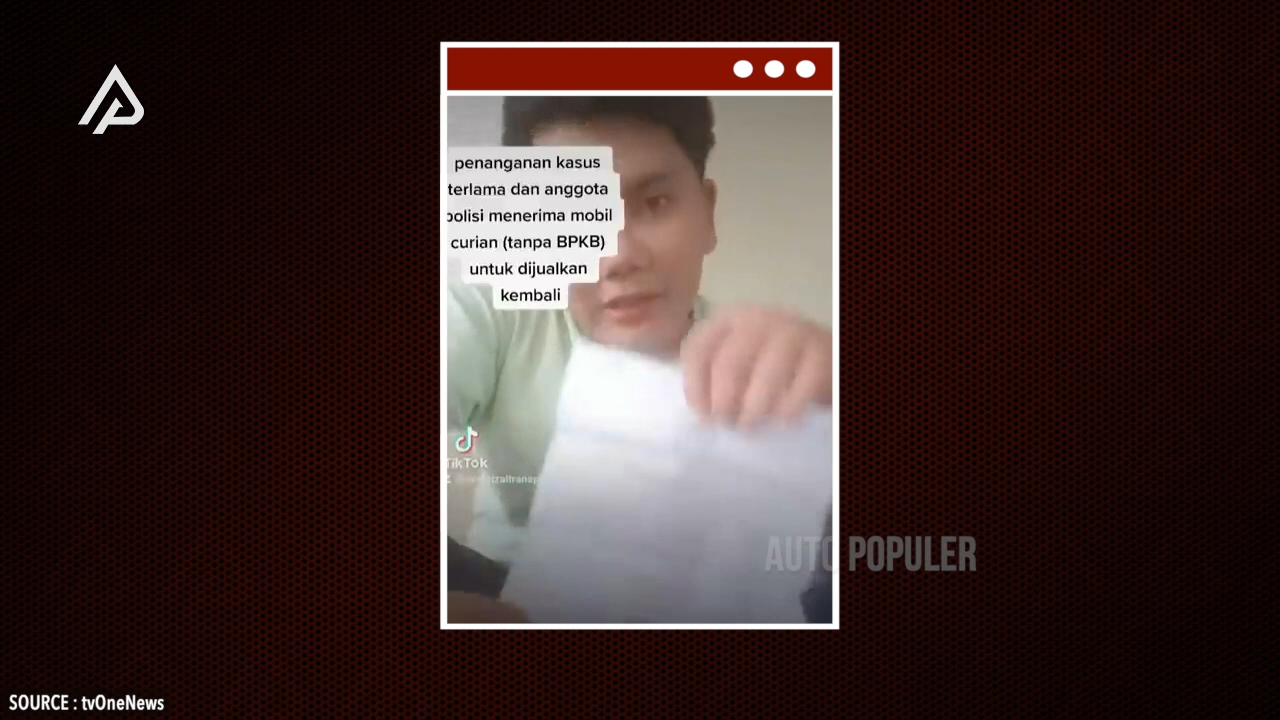 penanganan kasus
terlama dan anggota
polisi menerima mobil
curian (tanpa BPKB)
untuk dijualkan
kembali
TikTok
AUTO POPULER
SOURCE : tvOneNews